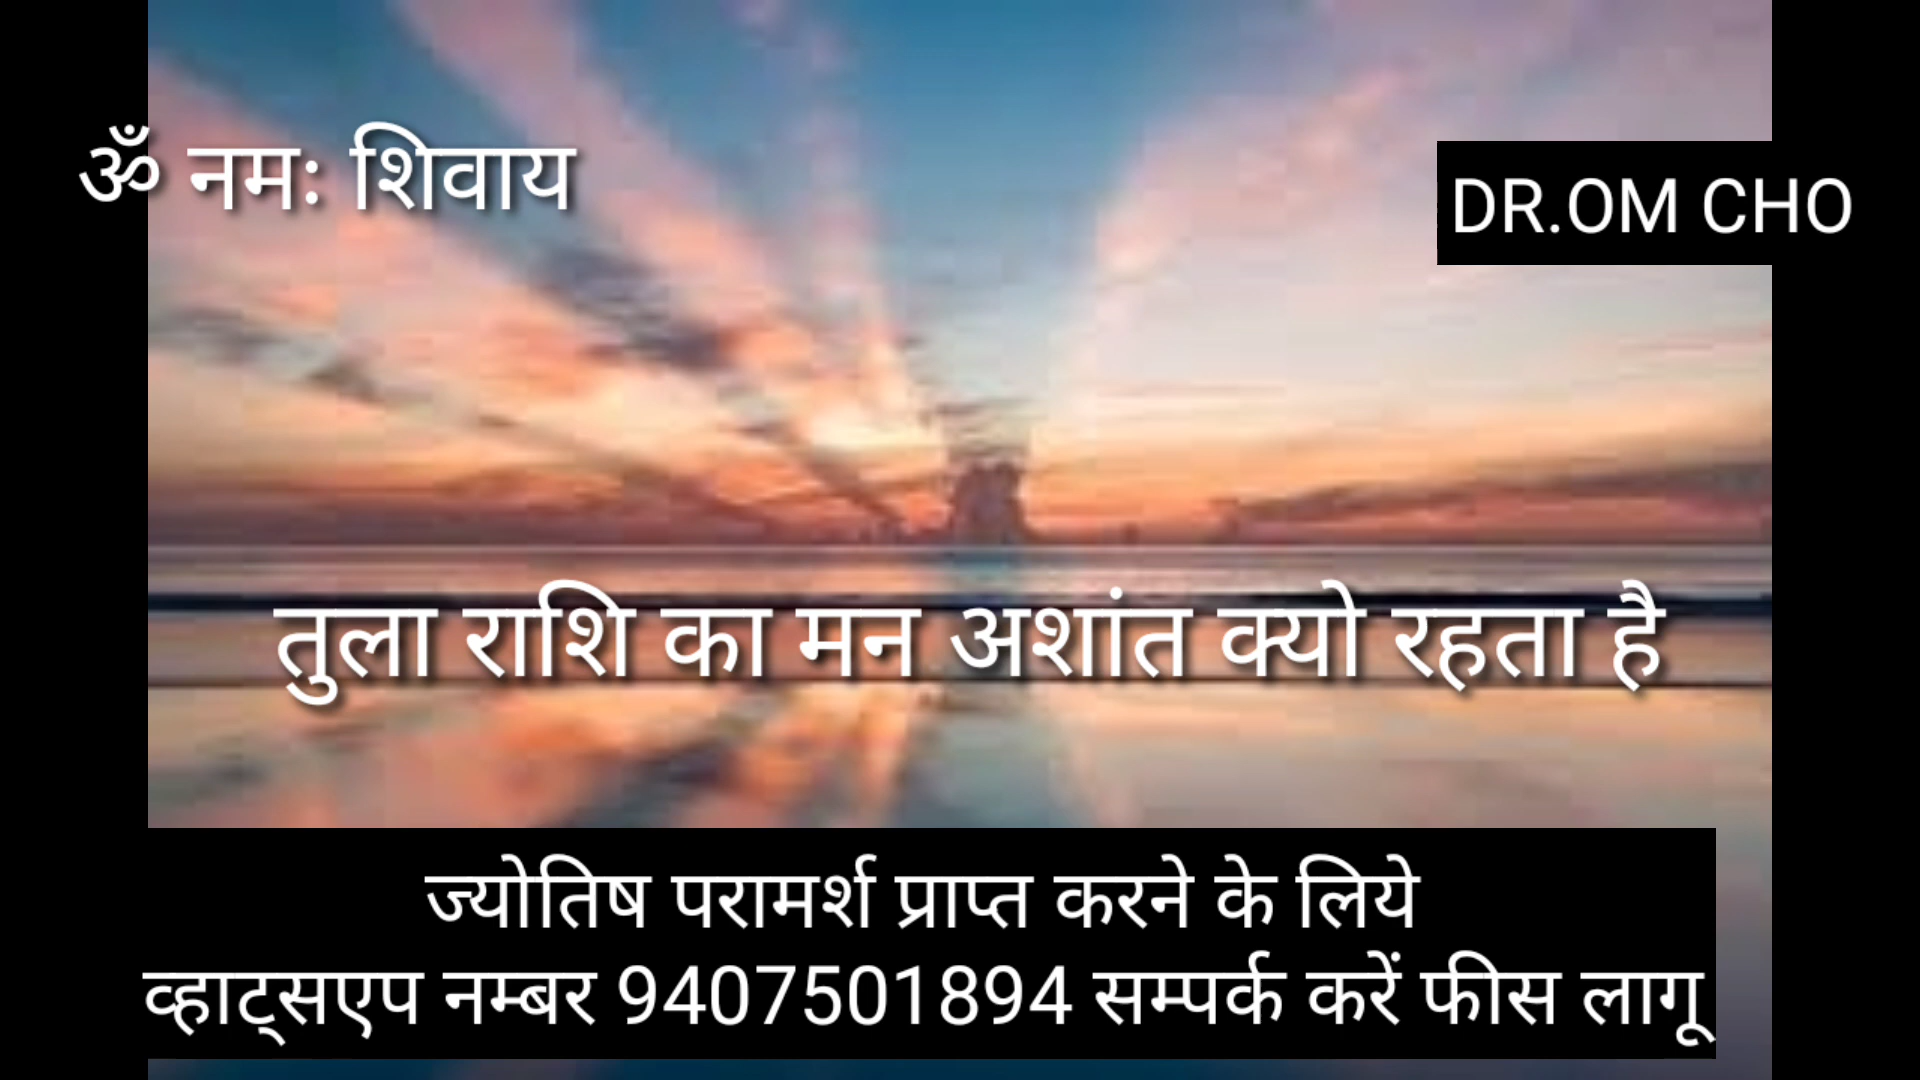 ॐ नमः शिवाय
DR.OM CHO
तुला राशि का मन अशांत क्यो रहता है
ज्योतिष परामर्श प्राप्त करने के लिये
व्हाट्सएप नम्बर 9407501894 सम्पर्क करें फीस लागू